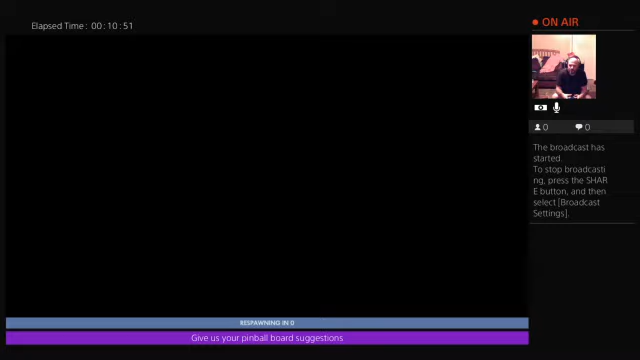 Elapsed Time : 00 : 10 : 51
ON AIR
0
0
The broadcast has
started.
To stop broadcasti
ng, press the SHAR
E button, and then
select [Broadcast
Settings].
RESPAWNING IN 0
Give us your pinball board suggestions